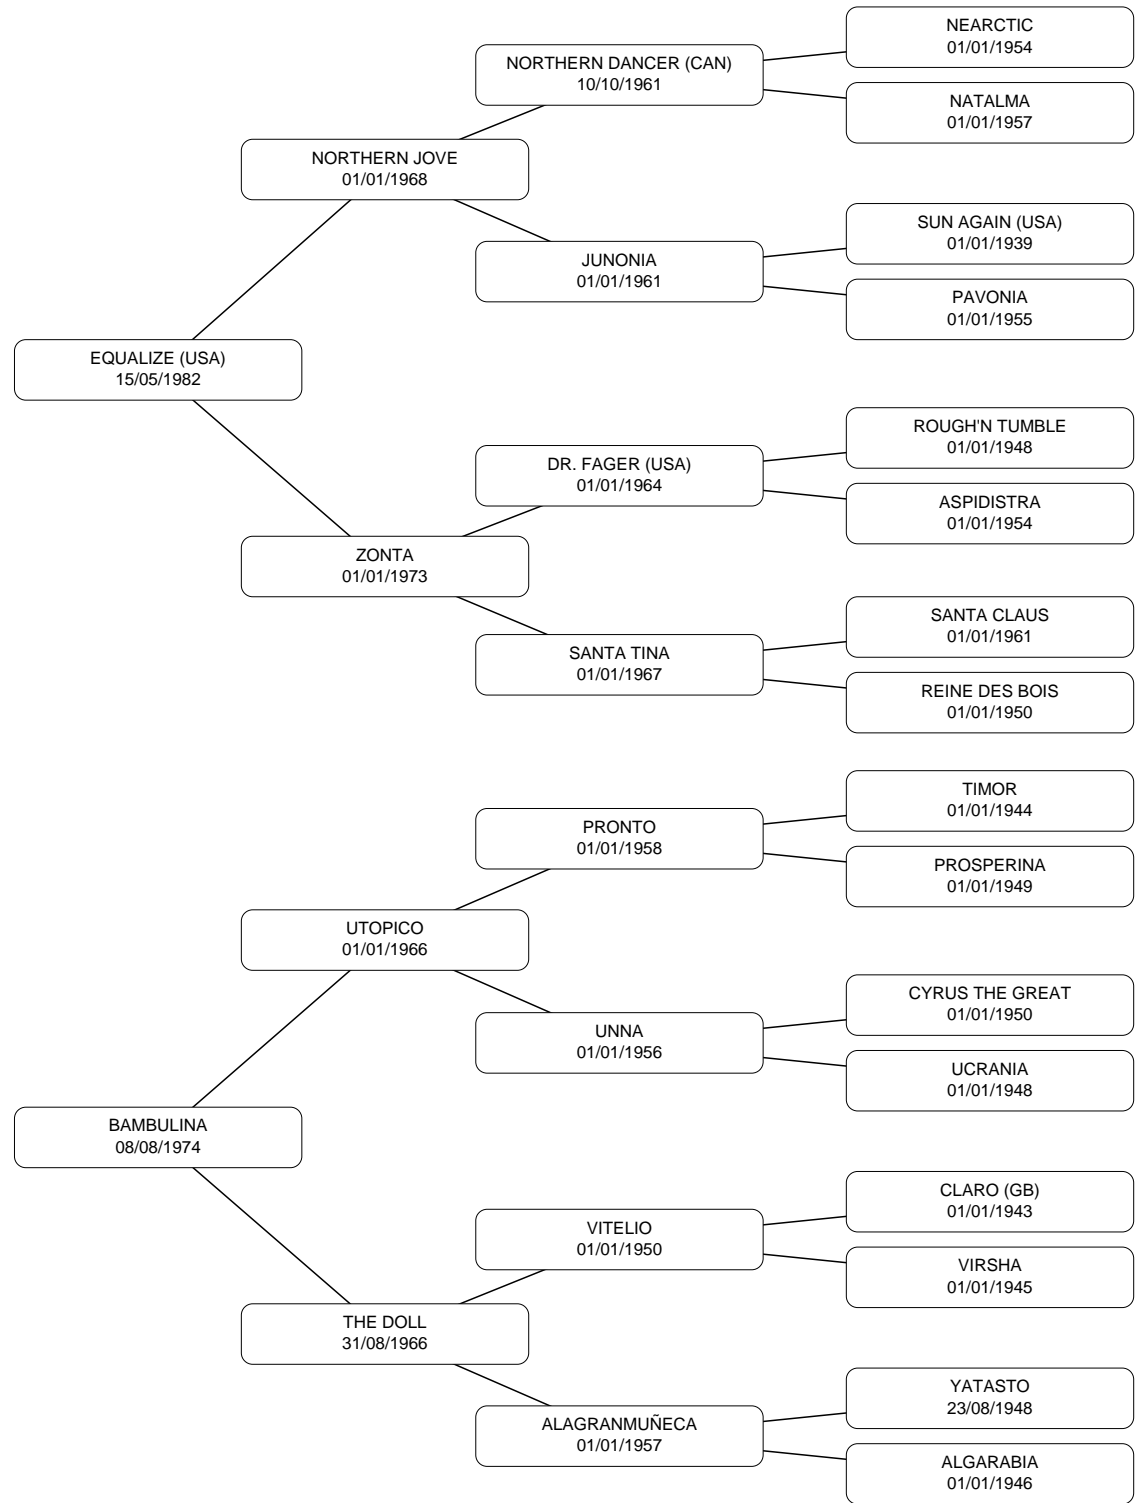 NEARCTIC
01/01/1954
NORTHERN DANCER (CAN)
10/10/1961
NATALMA
01/01/1957
NORTHERN JOVE
01/01/1968
SUN AGAIN (USA)
01/01/1939
JUNONIA
01/01/1961
PAVONIA
01/01/1955
EQUALIZE (USA)
15/05/1982
ROUGH'N TUMBLE
01/01/1948
DR. FAGER (USA)
01/01/1964
ASPIDISTRA
01/01/1954
ZONTA
01/01/1973
SANTA CLAUS
01/01/1961
SANTA TINA
01/01/1967
REINE DES BOIS
01/01/1950
TIMOR
01/01/1944
PRONTO
01/01/1958
PROSPERINA
01/01/1949
UTOPICO
01/01/1966
CYRUS THE GREAT
01/01/1950
UNNA
01/01/1956
UCRANIA
01/01/1948
BAMBULINA
08/08/1974
CLARO (GB)
01/01/1943
VITELIO
01/01/1950
VIRSHA
01/01/1945
THE DOLL
31/08/1966
YATASTO
23/08/1948
ALAGRANMUÑECA
01/01/1957
ALGARABIA
01/01/1946